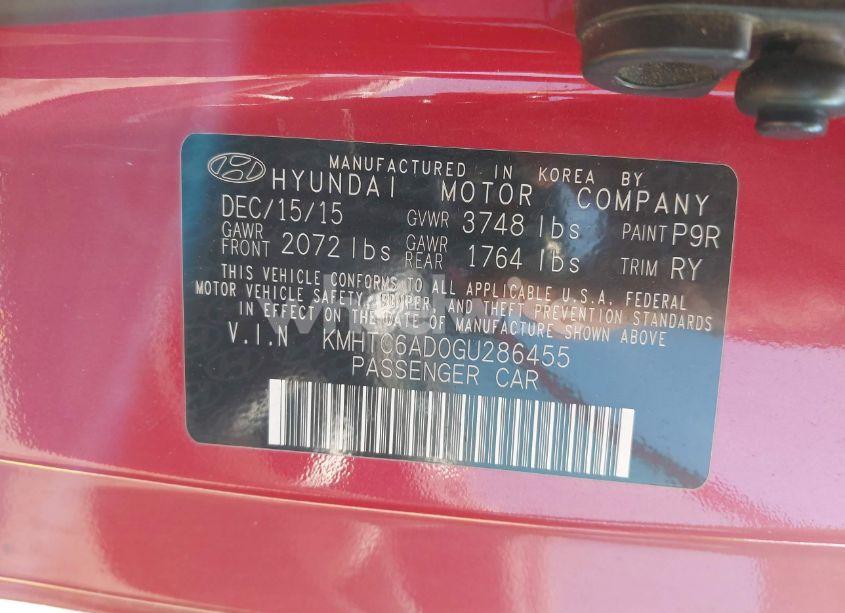 MANUFACTURED IN KOREA BY
HYUNDAI MOTOR COMPANY
DEC/15/15 GVWR 3748 lbs PAINT P9R
GAWR FRONT 2072 lbs GAWR REAR 1764 lbs TRIM RY
THIS VEHICLE CONFORMS TO ALL APPLICABLE U.S.A. FEDERAL
MOTOR VEHICLE SAFETY, BUMPER, AND THEFT PREVENTION STANDARDS
IN EFFECT ON THE DATE OF MANUFACTURE SHOWN ABOVE.
V.I.N KMHTC6AD0GU286455
PASSENGER CAR